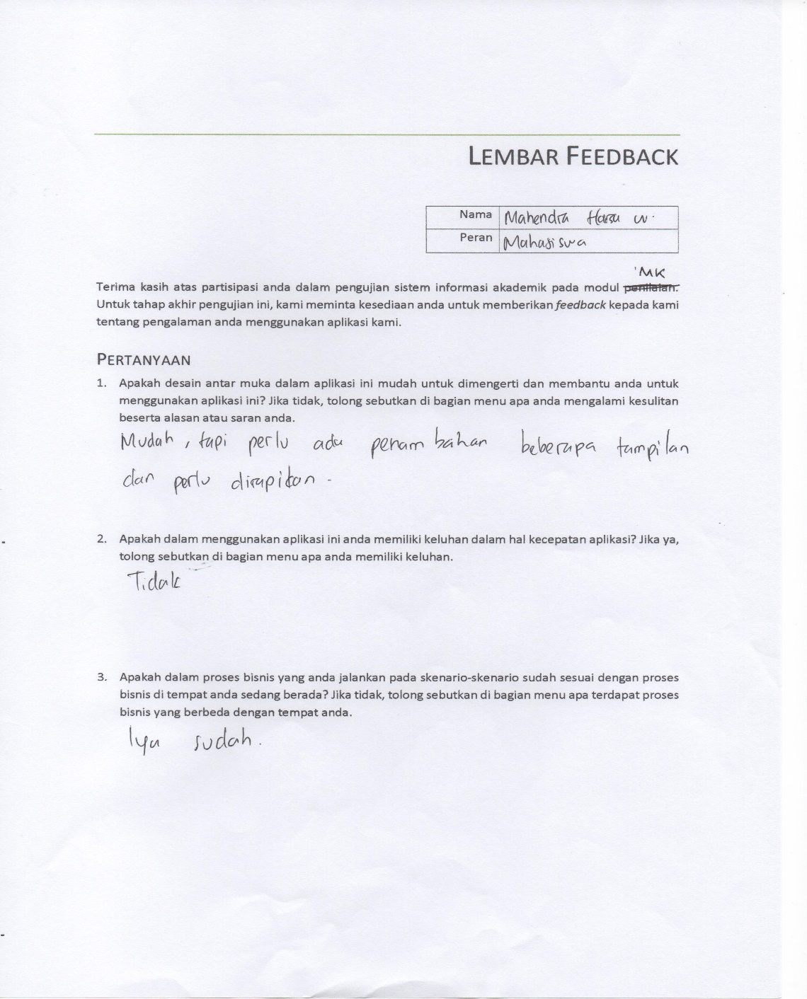 LEMBAR FEEDBACK
Nama Mahendra Harsu W.
Peran Mahasiswa
'MK
Terima kasih atas partisipasi anda dalam pengujian sistem informasi akademik pada modul penilaian.
Untuk tahap akhir pengujian ini, kami meminta kesediaan anda untuk memberikan feedback kepada kami
tentang pengalaman anda menggunakan aplikasi kami.
PERTANYAAN
1. Apakah desain antar muka dalam aplikasi ini mudah untuk dimengerti dan membantu anda untuk
menggunakan aplikasi ini? Jika tidak, tolong sebutkan di bagian menu apa anda mengalami kesulitan
beserta alasan atau saran anda.
Mudah, tapi perlu ada penambahan beberapa tampilan
dan perlu dirapikan.
2. Apakah dalam menggunakan aplikasi ini anda memiliki keluhan dalam hal kecepatan aplikasi? Jika ya,
tolong sebutkan di bagian menu apa anda memiliki keluhan.
Tidak
3. Apakah dalam proses bisnis yang anda jalankan pada skenario-skenario sudah sesuai dengan proses
bisnis di tempat anda sedang berada? Jika tidak, tolong sebutkan di bagian menu apa terdapat proses
bisnis yang berbeda dengan tempat anda.
Iya sudah.